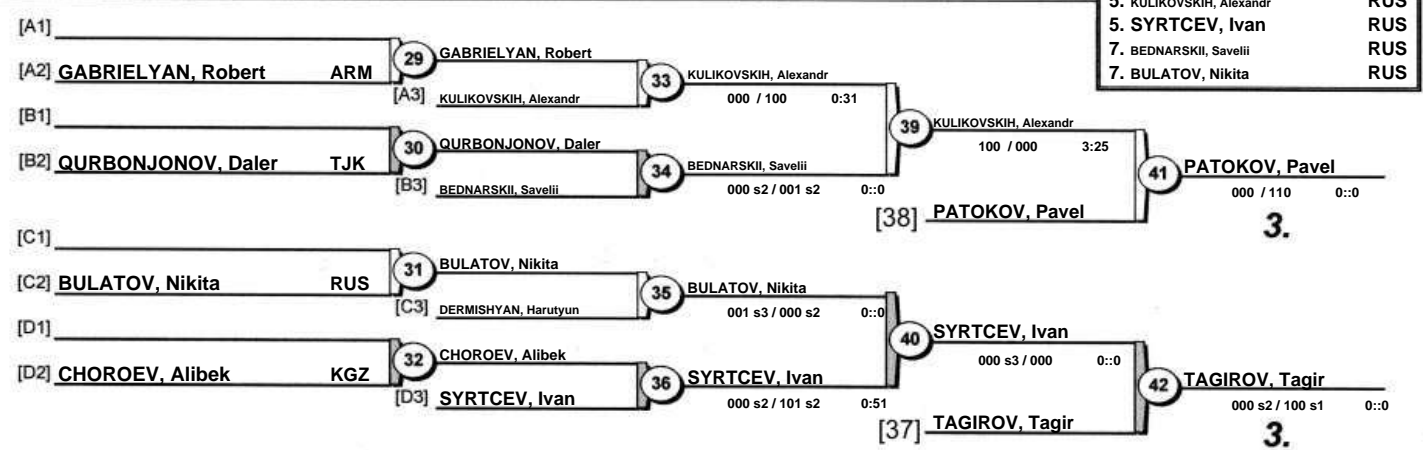 5. KULIKOVSKIH, Alexandr RUS
5. SYRTCEV, Ivan RUS
7. BEDNARSKII, Savelii RUS
7. BULATOV, Nikita RUS
[A1]
[A2] GABRIELYAN, Robert ARM
29
GABRIELYAN, Robert
[A3] KULIKOVSKIH, Alexandr
33
KULIKOVSKIH, Alexandr
000 / 100 0:31
[B1]
[B2] QURBONJONOV, Daler TJK
30
QURBONJONOV, Daler
[B3] BEDNARSKII, Savelii
34
BEDNARSKII, Savelii
000 s2 / 001 s2 0::0
39
KULIKOVSKIH, Alexandr
100 / 000 3:25
[38] PATOKOV, Pavel
41
PATOKOV, Pavel
000 / 110 0::0
3.
[C1]
[C2] BULATOV, Nikita RUS
31
BULATOV, Nikita
[C3] DERMISHYAN, Harutyun
35
BULATOV, Nikita
001 s3 / 000 s2 0::0
[D1]
[D2] CHOROEV, Alibek KGZ
32
CHOROEV, Alibek
[D3] SYRTCEV, Ivan
36
SYRTCEV, Ivan
000 s2 / 101 s2 0:51
40
SYRTCEV, Ivan
000 s3 / 000 0::0
[37] TAGIROV, Tagir
42
TAGIROV, Tagir
000 s2 / 100 s1 0::0
3.